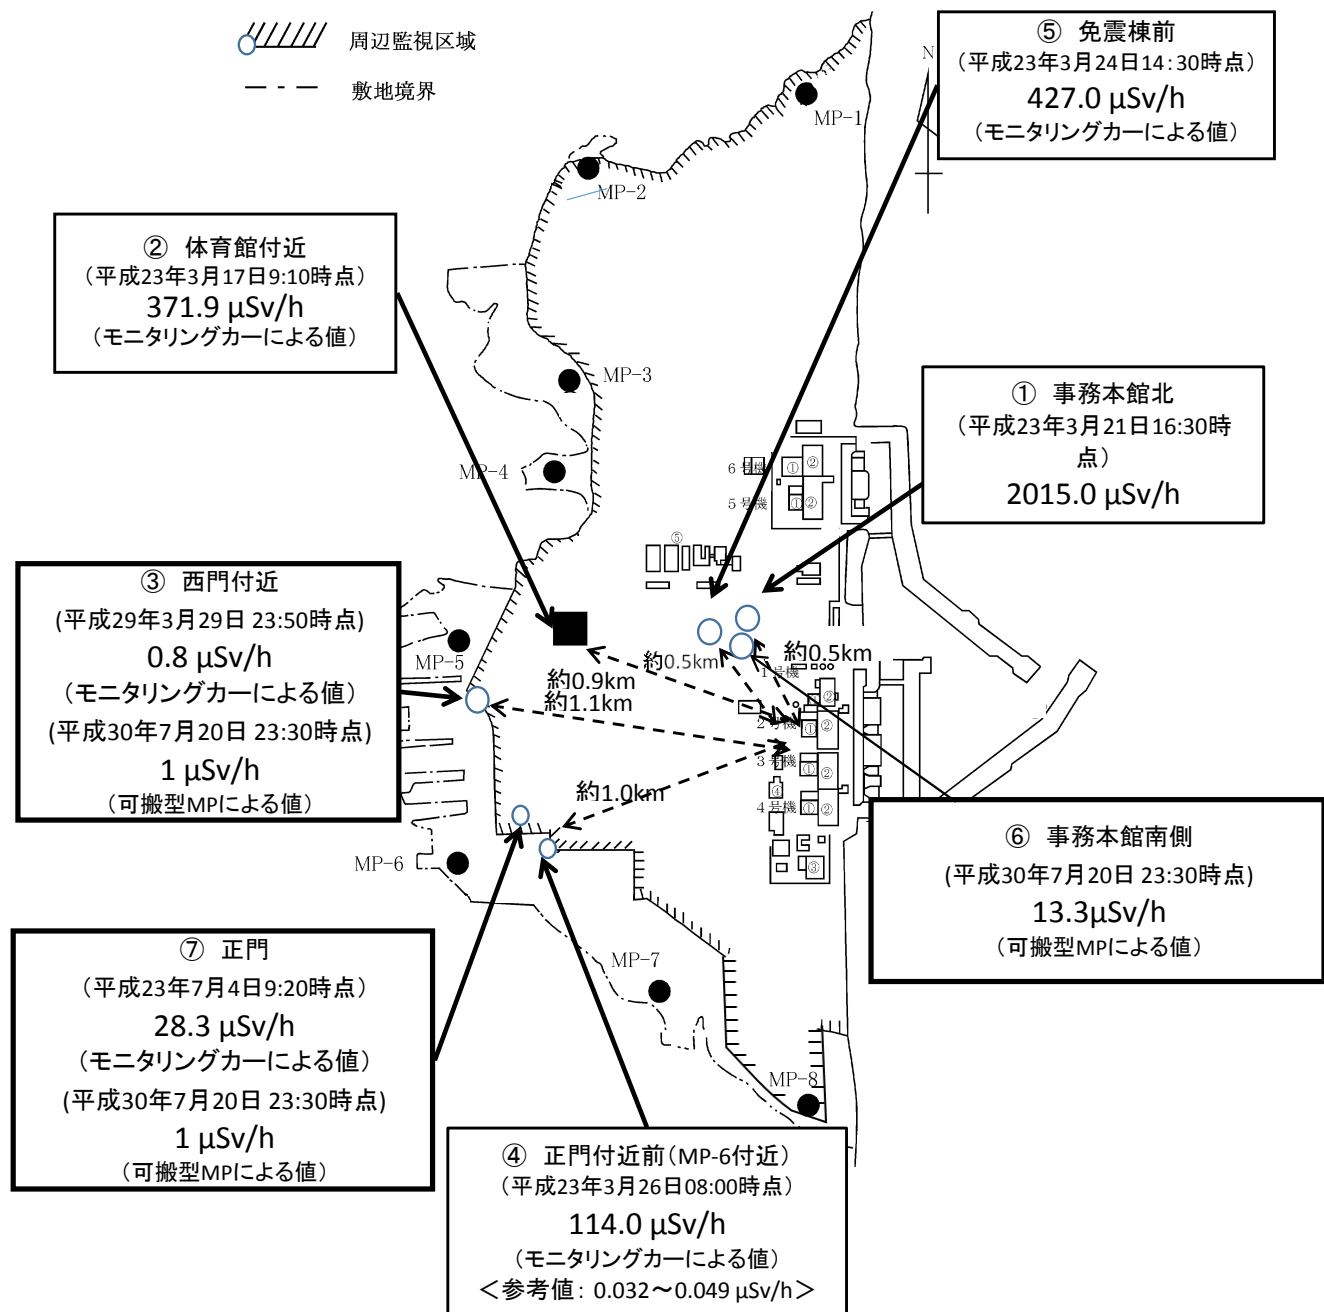 周辺監視区域
敷地境界
⑤ 免震棟前
(平成23年3月24日14:30時点)
427.0 μSv/h
(モニタリングカーによる値)
N
MP-1
MP-2
② 体育館付近
(平成23年3月17日9:10時点)
371.9 μSv/h
(モニタリングカーによる値)
MP-3
① 事務本館北
(平成23年3月21日16:30時
点)
2015.0 μSv/h
MP-4
6号機
①
②
5号機
①
②
⑤
③ 西門付近
(平成29年3月29日 23:50時点)
0.8 μSv/h
(モニタリングカーによる値)
(平成30年7月20日 23:30時点)
1 μSv/h
(可搬型MPによる値)
MP-5
約0.5km
約0.5km
約0.9km
約1.1km
1号機
②
2号機
①
②
3号機
①
②
④
4号機
①
②
③
約1.0km
MP-6
⑥ 事務本館南側
(平成30年7月20日 23:30時点)
13.3μSv/h
(可搬型MPによる値)
⑦ 正門
(平成23年7月4日9:20時点)
28.3 μSv/h
(モニタリングカーによる値)
(平成30年7月20日 23:30時点)
1 μSv/h
(可搬型MPによる値)
MP-7
MP-8
④ 正門付近前(MP-6付近)
(平成23年3月26日08:00時点)
114.0 μSv/h
(モニタリングカーによる値)
<参考値: 0.032～0.049 μSv/h>